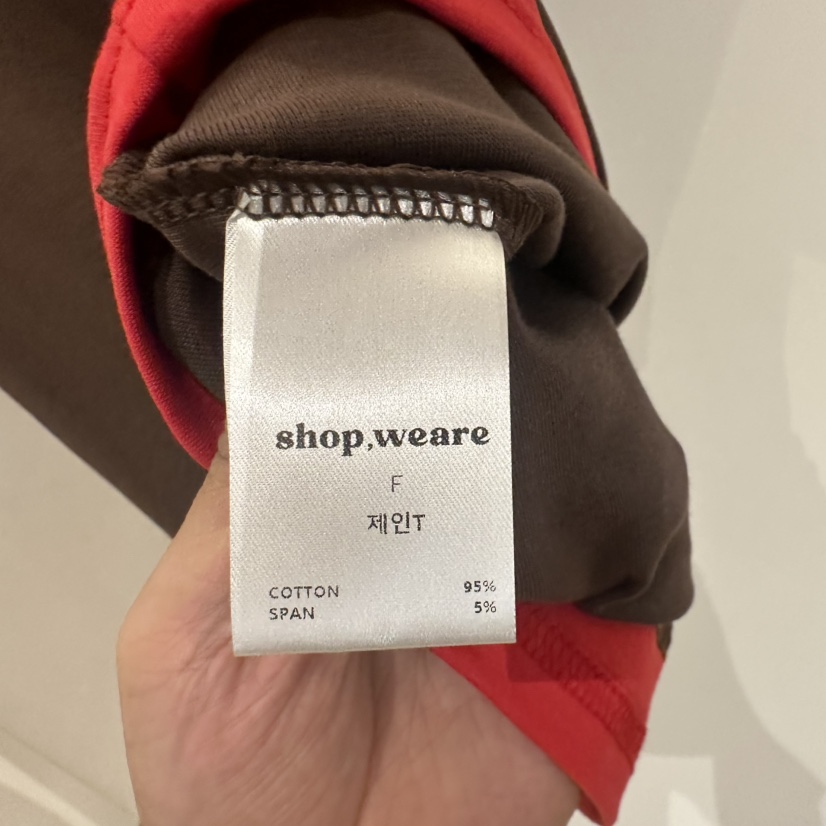 shop,weare
F
제인T
COTTON 95%
SPAN 5%